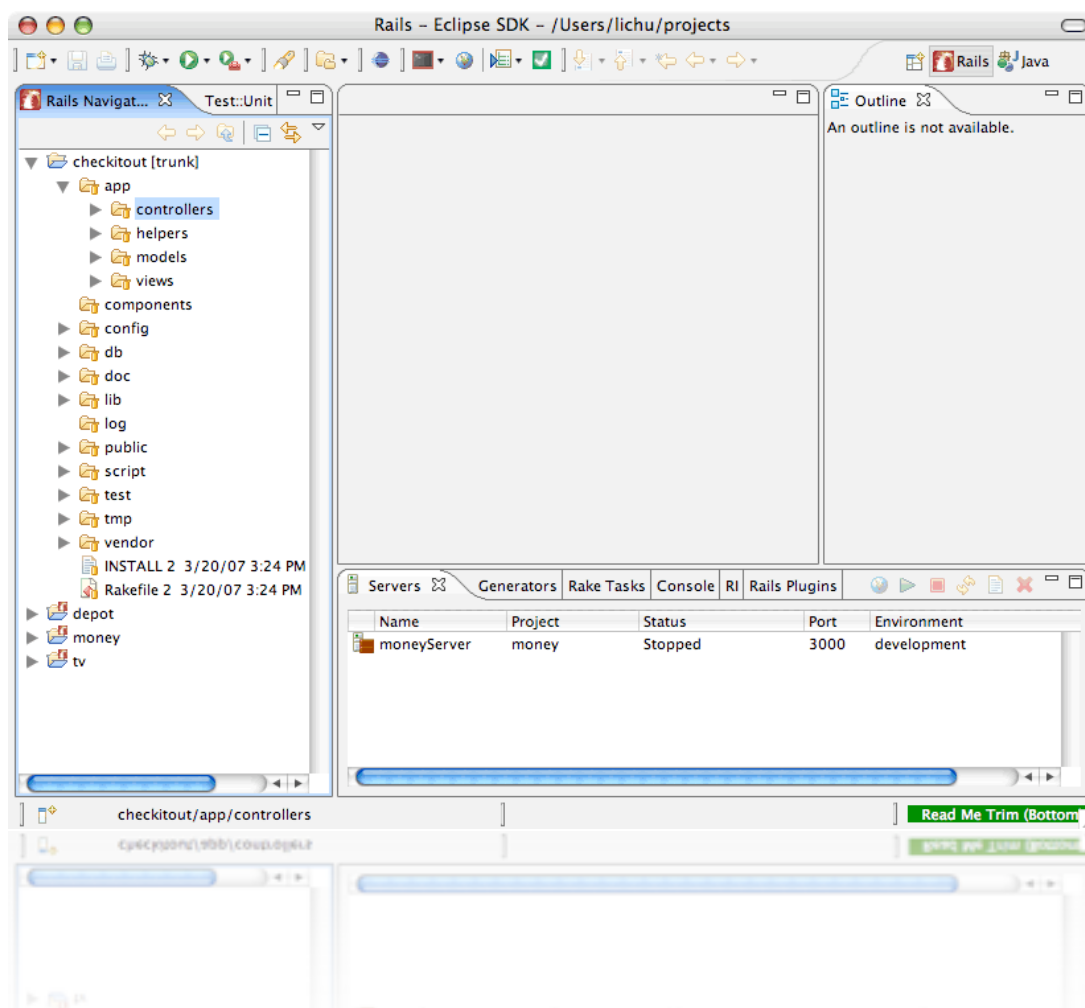 Rails – Eclipse SDK – /Users/lichu/projects
Rails Java
Rails Navigat... Test::Unit
checkitout [trunk]
app
controllers
helpers
models
views
components
config
db
doc
lib
log
public
script
test
tmp
vendor
INSTALL 2 3/20/07 3:24 PM
Rakefile 2 3/20/07 3:24 PM
depot
money
tv
Outline
An outline is not available.
Servers Generators Rake Tasks Console RI Rails Plugins
Name Project Status Port Environment
moneyServer money Stopped 3000 development
checkitout/app/controllers
Read Me Trim (Bottom